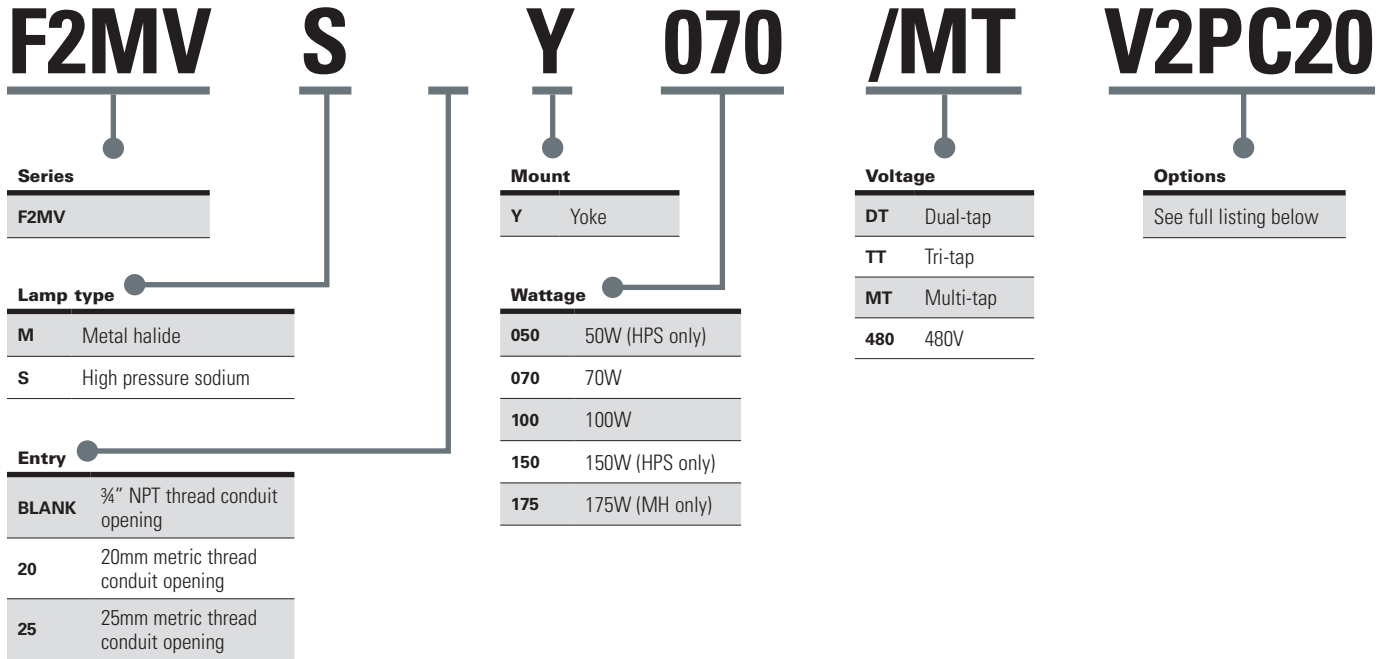 F2MV S Y 070 /MT V2PC20
Series
F2MV
Lamp type
M Metal halide
S High pressure sodium
Entry
BLANK ¾” NPT thread conduit
opening
20 20mm metric thread
conduit opening
25 25mm metric thread
conduit opening
Mount
Y Yoke
Wattage
050 50W (HPS only)
070 70W
100 100W
150 150W (HPS only)
175 175W (MH only)
Voltage
DT Dual-tap
TT Tri-tap
MT Multi-tap
480 480V
Options
See full listing below